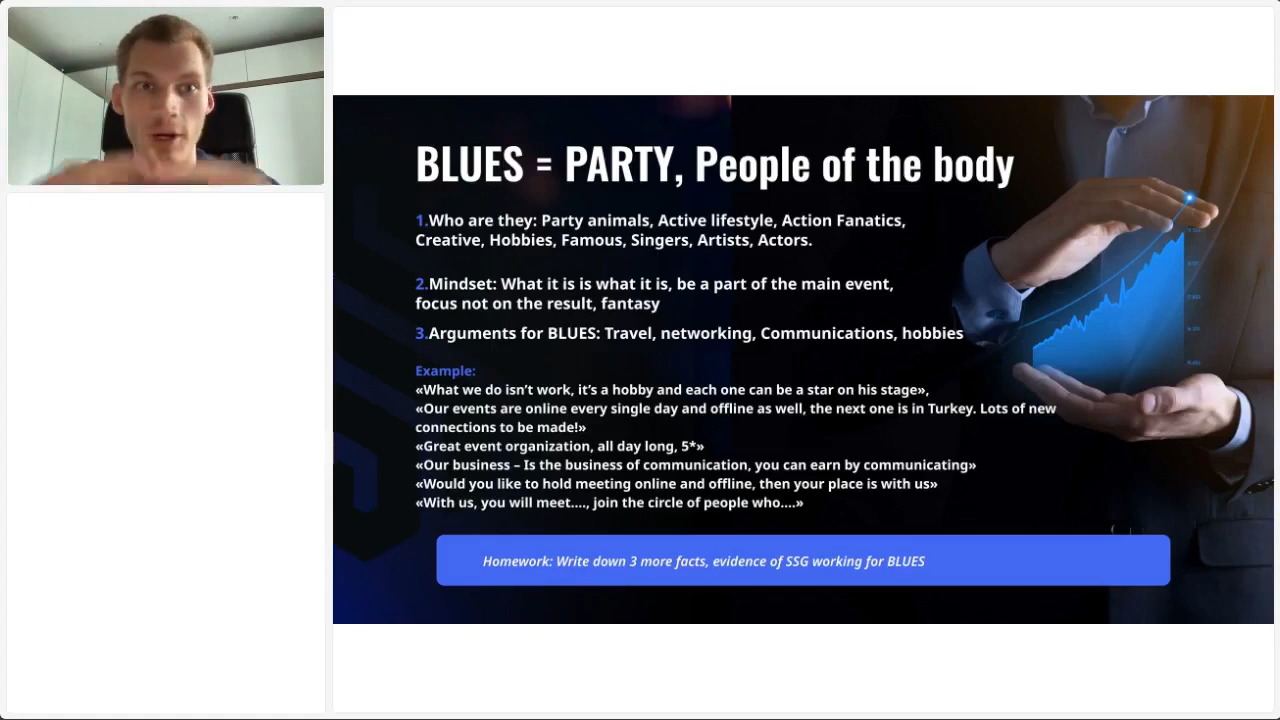 BLUES = PARTY, People of the body
1.Who are they: Party animals, Active lifestyle, Action Fanatics,
Creative, Hobbies, Famous, Singers, Artists, Actors.
2.Mindset: What it is is what it is, be a part of the main event,
focus not on the result, fantasy
3.Arguments for BLUES: Travel, networking, Communications, hobbies
Example:
«What we do isn’t work, it’s a hobby and each one can be a star on his stage»,
«Our events are online every single day and offline as well, the next one is in Turkey. Lots of new
connections to be made!»
«Great event organization, all day long, 5*»
«Our business – Is the business of communication, you can earn by communicating»
«Would you like to hold meeting online and offline, then your place is with us»
«With us, you will meet...., join the circle of people who....»
Homework: Write down 3 more facts, evidence of SSG working for BLUES